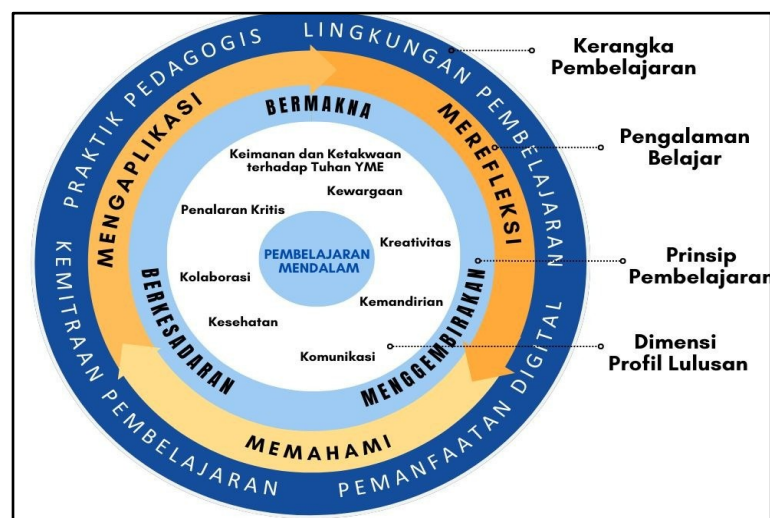 PRAKTIK PEDAGOGIS
LINGKUNGAN PEMBELAJARAN
KEMITRAAN PEMBELAJARAN
PEMANFAATAN DIGITAL
MENGAPLIKASI
MEREFLEKSI
MEMAHAMI
BERMAKNA
BERKESADARAN
MENGGEMBIRAKAN
Keimanan dan Ketakwaan
terhadap Tuhan YME
Kewargaan
Penalaran Kritis
Kreativitas
Kolaborasi
Kemandirian
Kesehatan
Komunikasi
PEMBELAJARAN
MENDALAM
Kerangka
Pembelajaran
Pengalaman
Belajar
Prinsip
Pembelajaran
Dimensi
Profil Lulusan